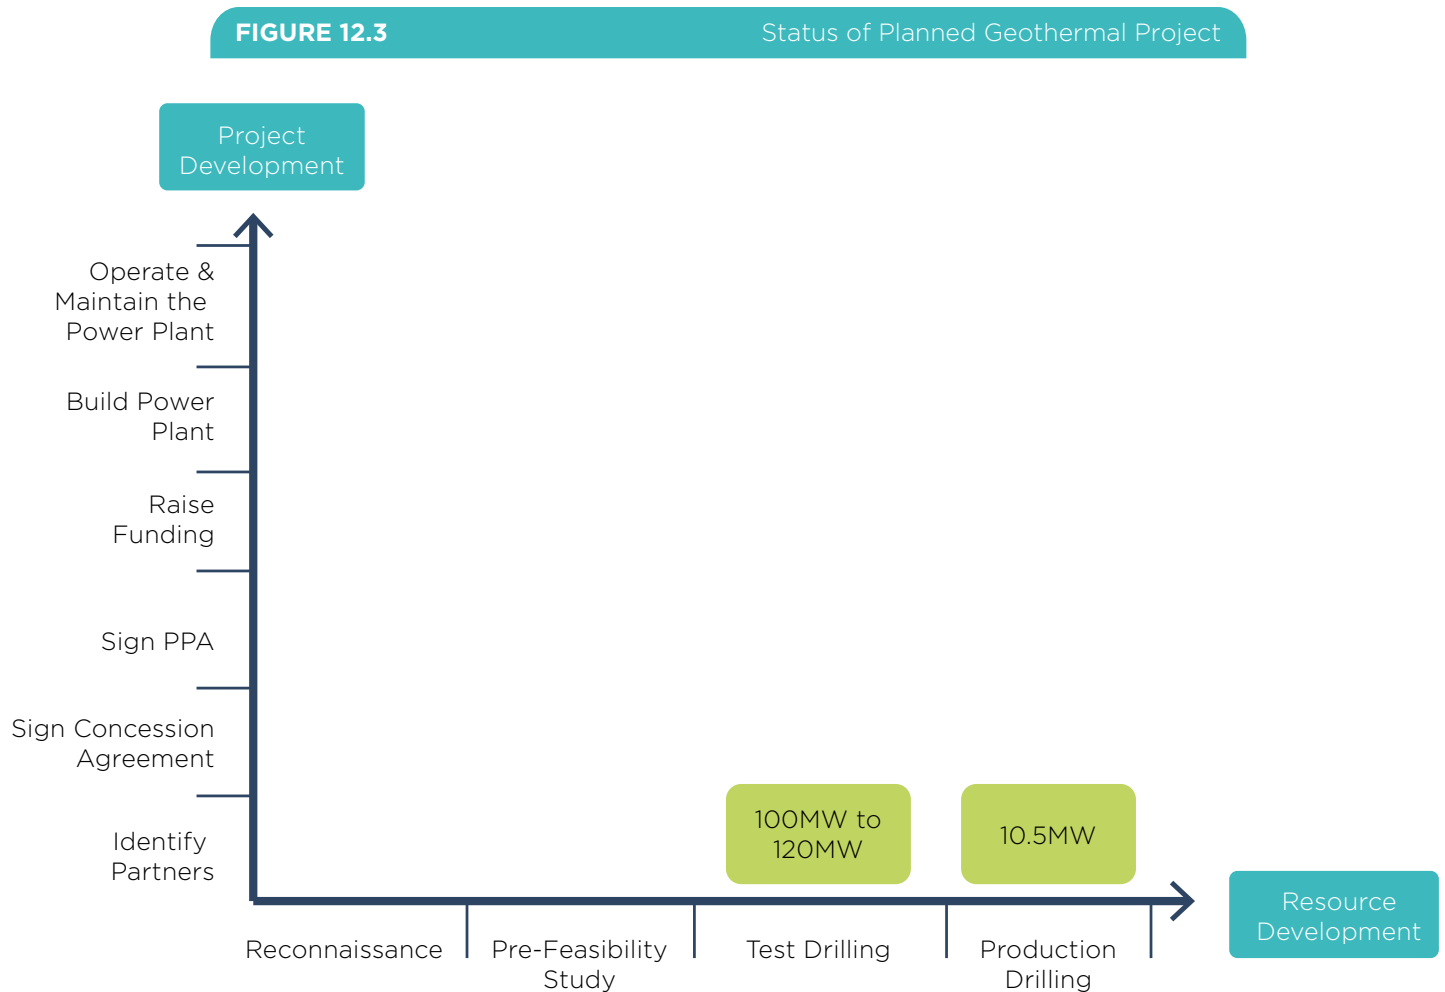 FIGURE 12.3
Status of Planned Geothermal Project
Project
Development
Operate &
Maintain the
Power Plant
Build Power
Plant
Raise
Funding
Sign PPA
Sign Concession
Agreement
Identify
Partners
100MW to
120MW
10.5MW
Resource
Development
Reconnaissance
Pre-Feasibility
Study
Test Drilling
Production
Drilling